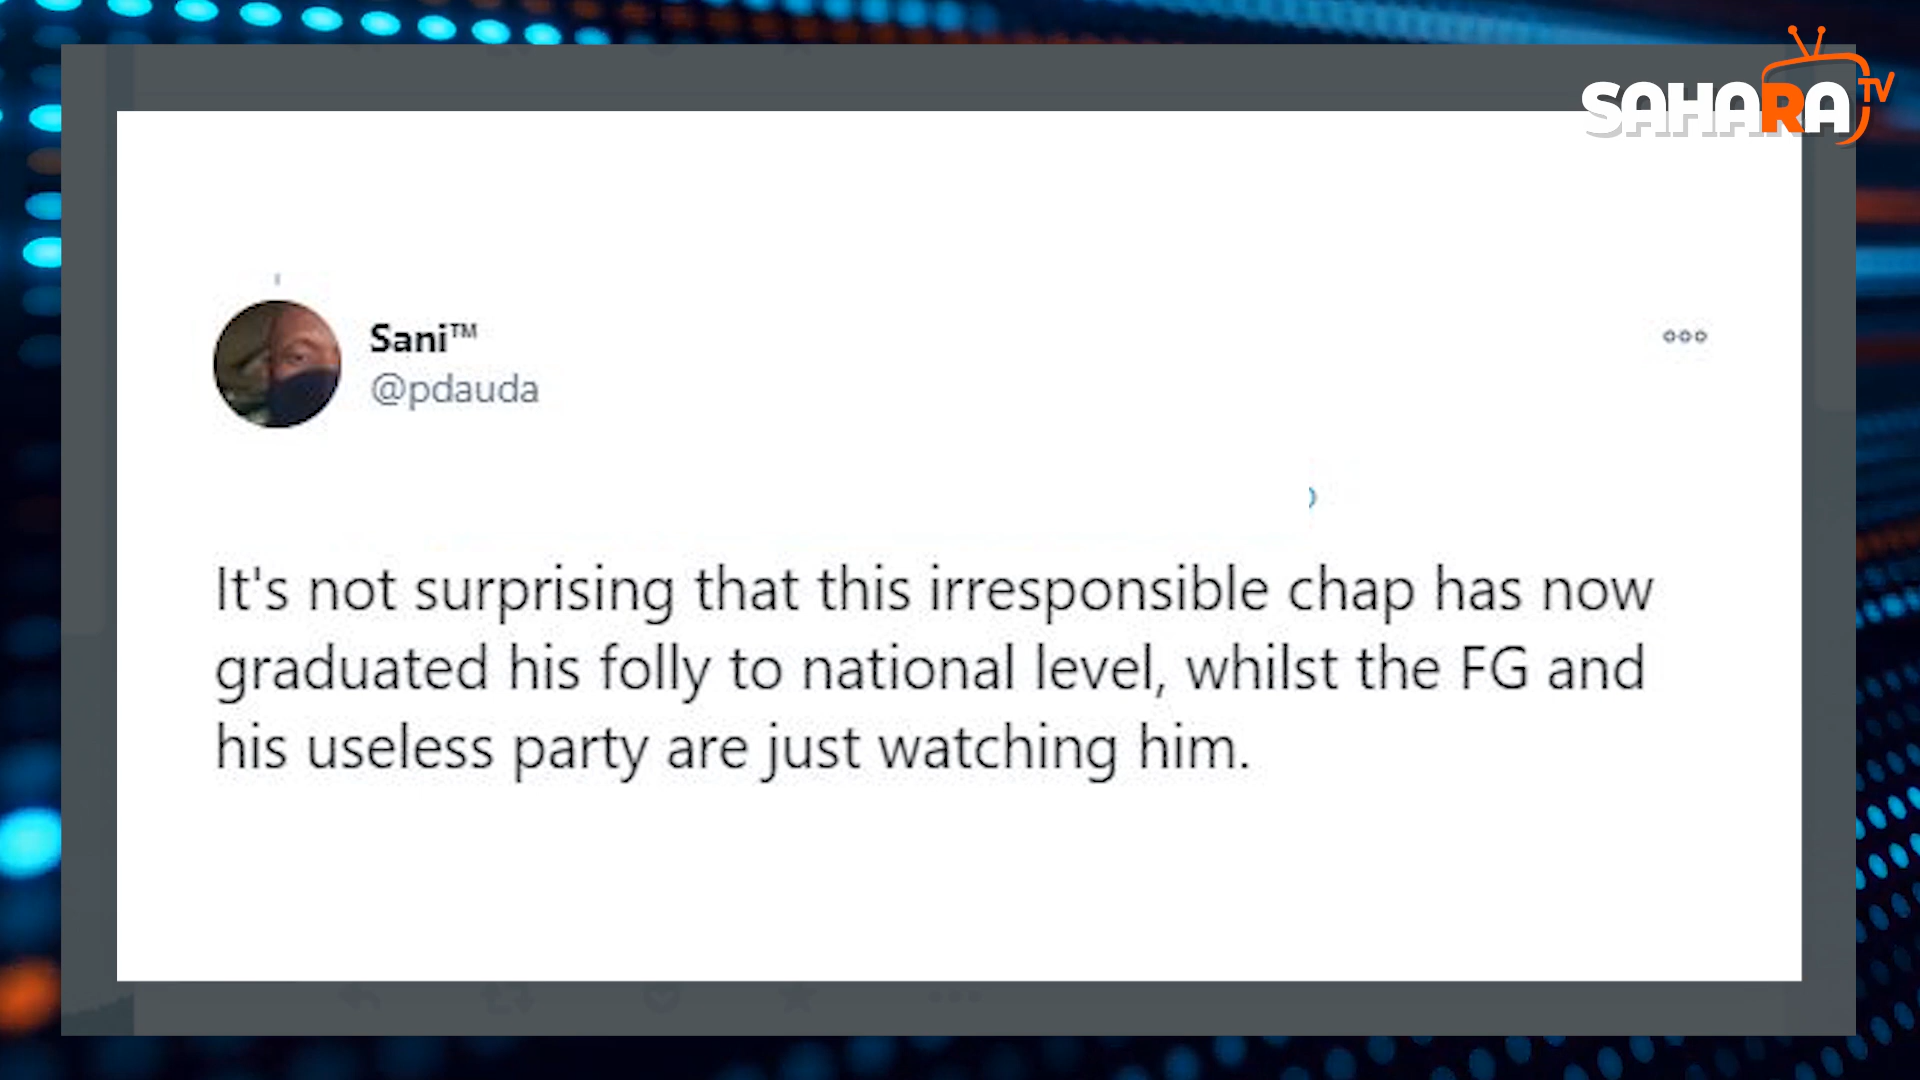 SAHARA TV
Sani™
@pdauda
It's not surprising that this irresponsible chap has now
graduated his folly to national level, whilst the FG and
his useless party are just watching him.